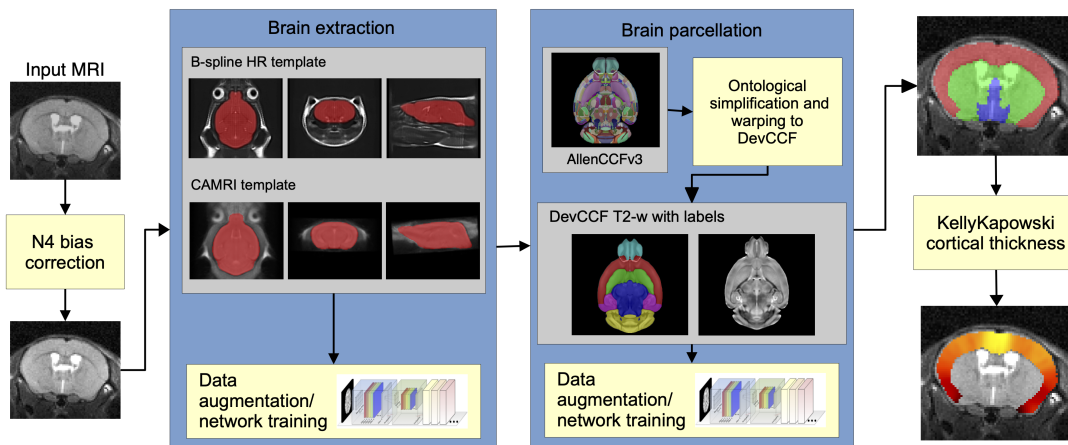 Input MRI
N4 bias
correction
Brain extraction
B-spline HR template
CAMRI template
Data
augmentation/
network training
...
Brain parcellation
AllenCCFv3
Ontological
simplification and
warping to
DevCCF
DevCCF T2-w with labels
Data
augmentation/
network training
...
KellyKapowski
cortical thickness